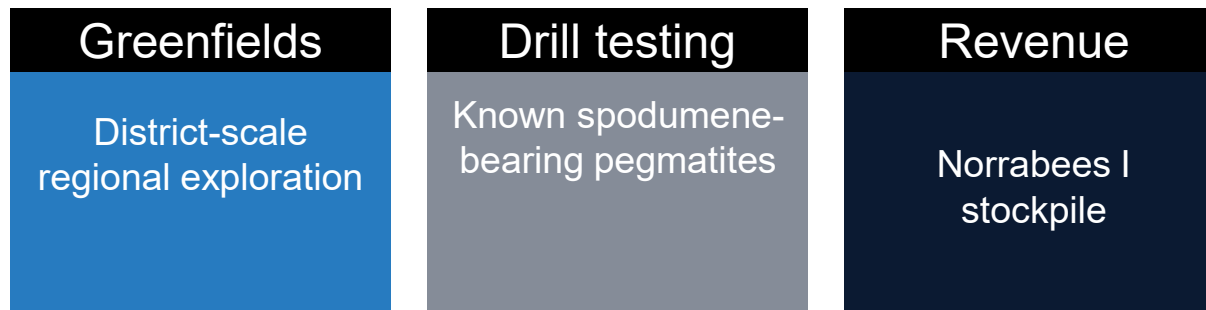 Greenfields
District-scale
regional exploration
Drill testing
Known spodumene-
bearing pegmatites
Revenue
Norrabees I
stockpile